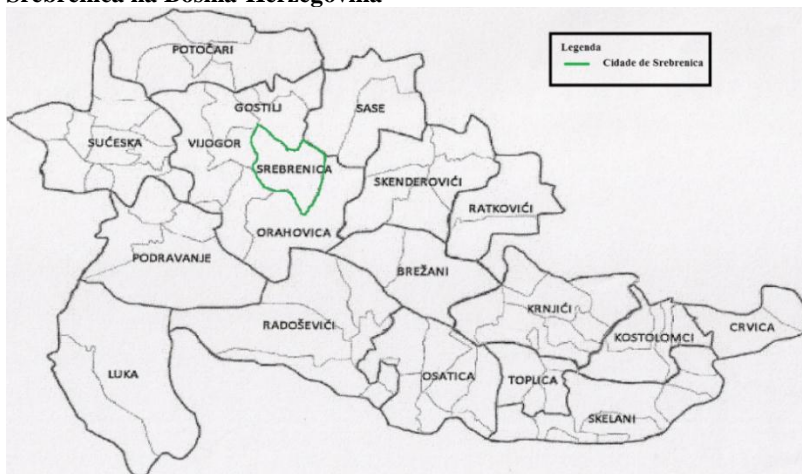 Srebrenica na Bósnia-Herzegovina
Legenda
Cidade de Srebrenica
POTOČARI
GOSTILJ
SASE
SUĆESKA
VIJOGOR
SREBRENICA
SKENDEROVIĆI
RATKOVIĆI
ORAHOVICA
PODRAVANJE
BREŽANI
KRNJIĆI
RADOŠEVIĆI
CRVICA
KOSTOLOMCI
LUKA
OSATICA
TOPLICA
SKELANI